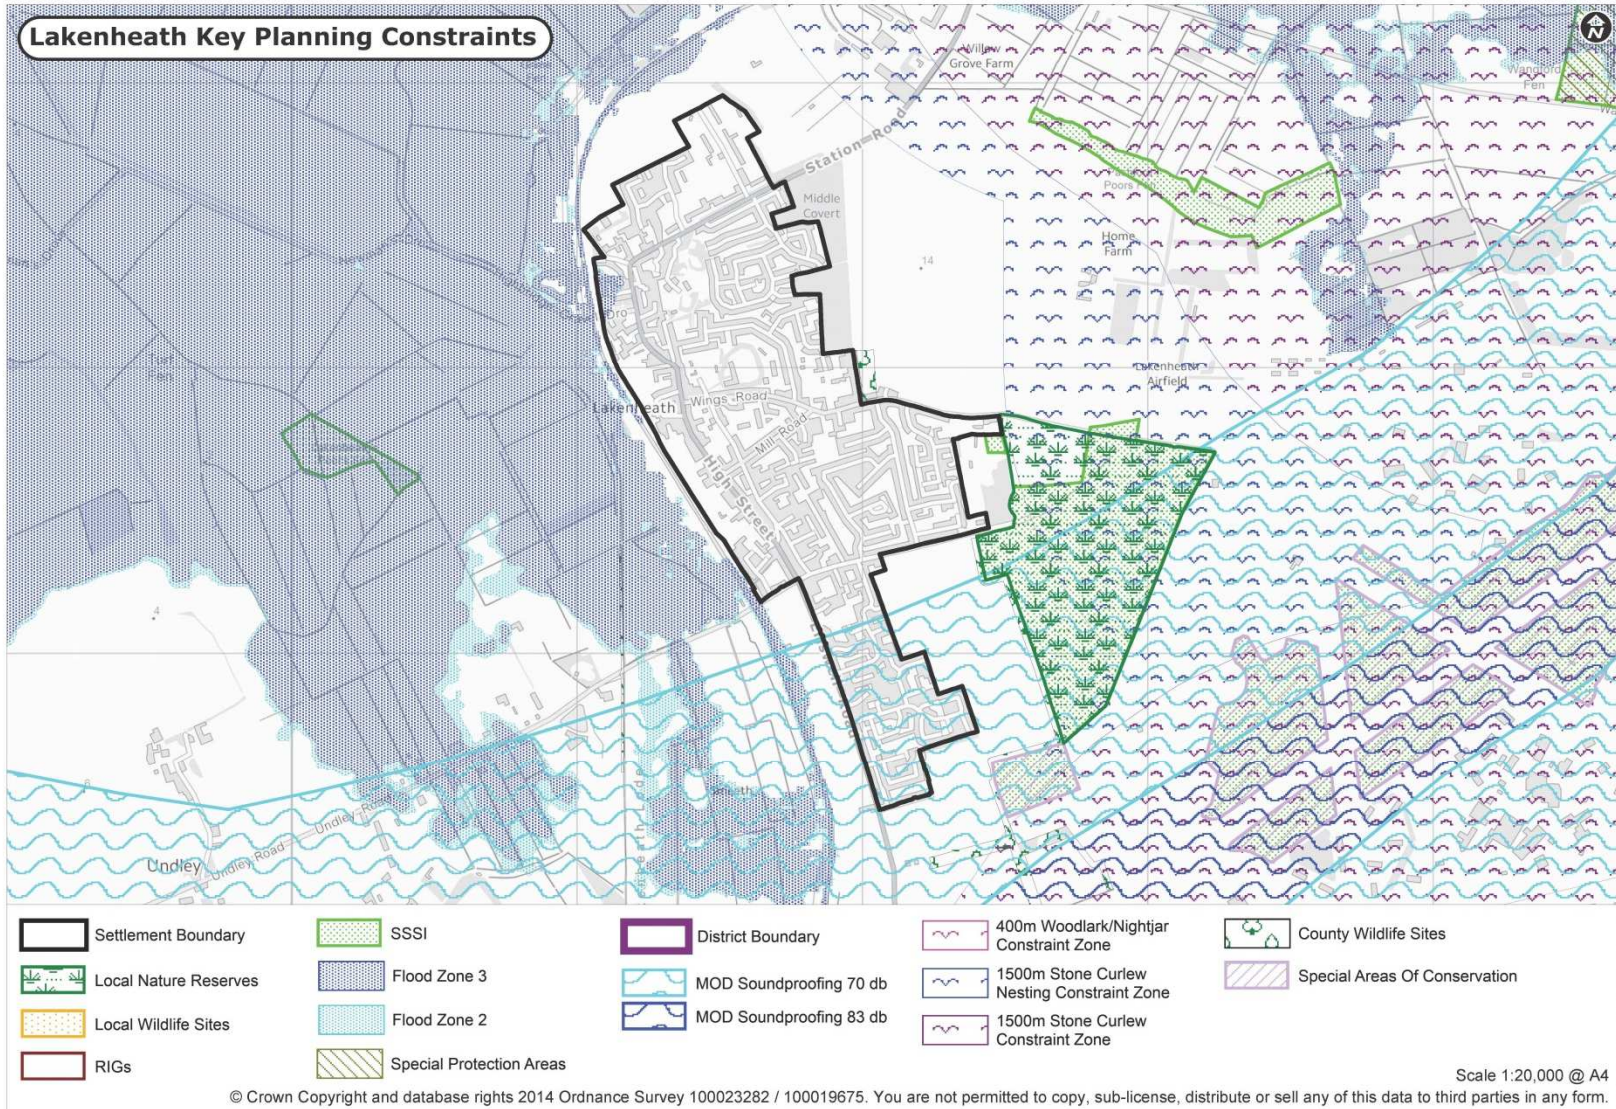 Lakenheath Key Planning Constraints
N
Willow
Grove Farm
Wangford
Fen
Station Road
Middle
Covert
Poors
Home
Farm
14
Lakenheath
Airfield
Lakenheath
Wings Road
Mill Road
High Street
4
Undley Road
Undley
Undley Road
Settlement Boundary
Local Nature Reserves
Local Wildlife Sites
RIGs
SSSI
Flood Zone 3
Flood Zone 2
Special Protection Areas
District Boundary
MOD Soundproofing 70 db
MOD Soundproofing 83 db
400m Woodlark/Nightjar
Constraint Zone
1500m Stone Curlew
Nesting Constraint Zone
1500m Stone Curlew
Constraint Zone
County Wildlife Sites
Special Areas Of Conservation
Scale 1:20,000 @ A4
© Crown Copyright and database rights 2014 Ordnance Survey 100023282 / 100019675. You are not permitted to copy, sub-license, distribute or sell any of this data to third parties in any form.